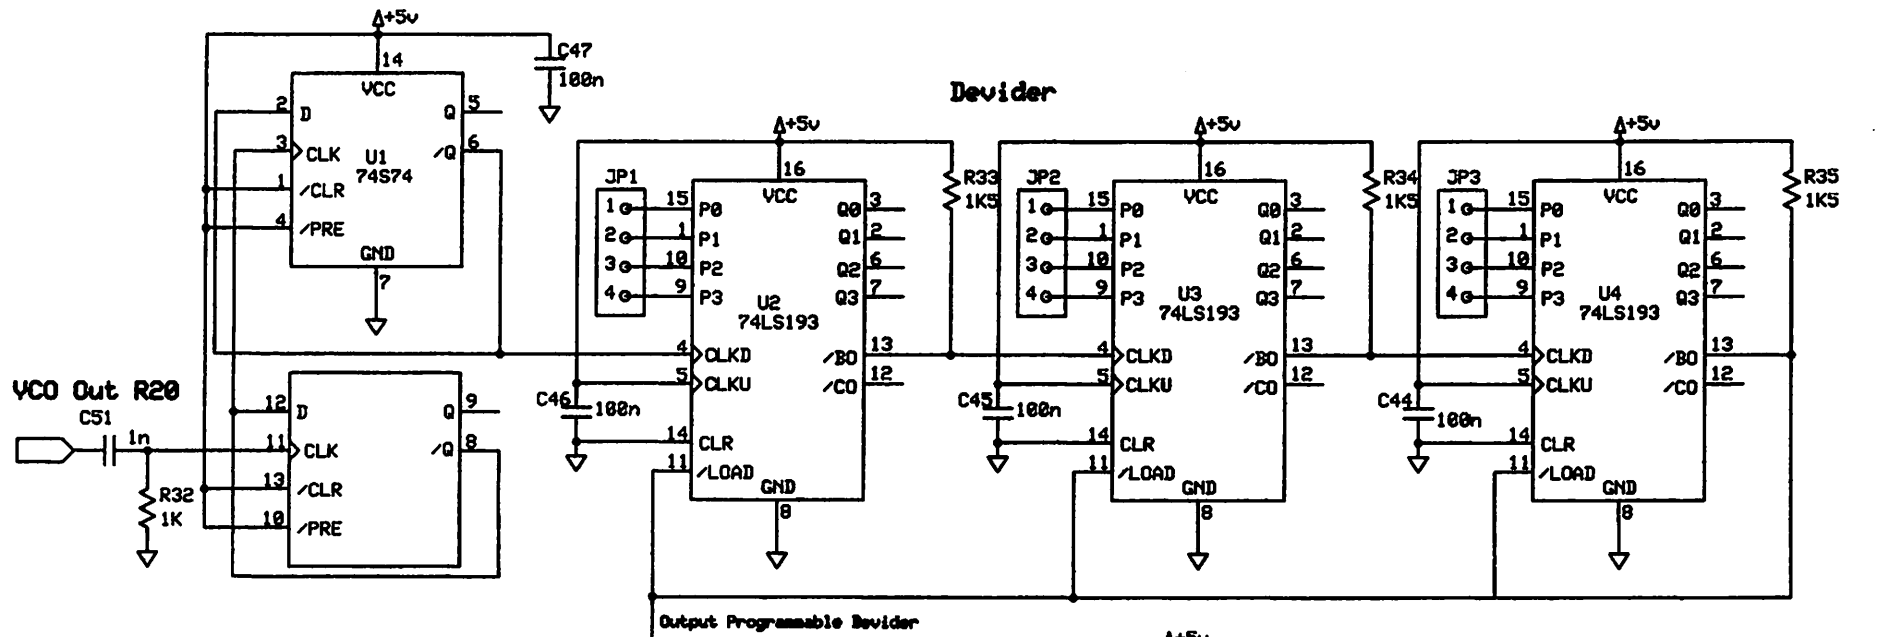 +5v
14
C47
100n
VCC
2 D
Q 5
3 CLK
U1
74S74
/Q 6
1 /CLR
4 /PRE
GND
7
Devider
+5v
16
VCC
JP1
1 15 P0
2 1 P1
3 10 P2
4 9 P3
Q0 3
Q1 2
Q2 6
Q3 7
U2
74LS193
4 CLKD
5 CLKU
/BO 13
/CO 12
R33
1K5
C46
100n
14 CLR
11 /LOAD
GND
8
+5v
16
VCC
JP2
1 15 P0
2 1 P1
3 10 P2
4 9 P3
Q0 3
Q1 2
Q2 6
Q3 7
U3
74LS193
4 CLKD
5 CLKU
/BO 13
/CO 12
R34
1K5
C45
100n
14 CLR
11 /LOAD
GND
8
+5v
16
VCC
JP3
1 15 P0
2 1 P1
3 10 P2
4 9 P3
Q0 3
Q1 2
Q2 6
Q3 7
U4
74LS193
4 CLKD
5 CLKU
/BO 13
/CO 12
R35
1K5
C44
100n
14 CLR
11 /LOAD
GND
8
VCO Out R20
C51
1n
R32
1K
12 D
Q 9
11 CLK
/Q 8
13 /CLR
10 /PRE
Output Programmable Devider
+5v